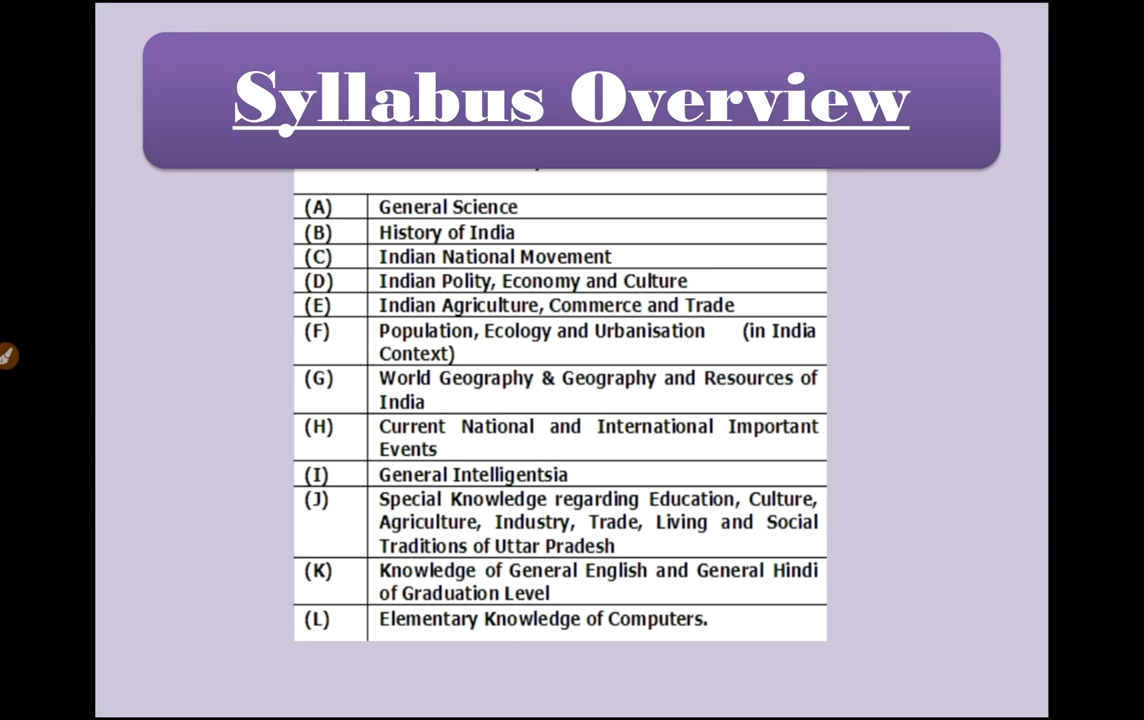 Syllabus Overview
(A) General Science
(B) History of India
(C) Indian National Movement
(D) Indian Polity, Economy and Culture
(E) Indian Agriculture, Commerce and Trade
(F) Population, Ecology and Urbanisation (in India
Context)
(G) World Geography & Geography and Resources of
India
(H) Current National and International Important
Events
(I) General Intelligentsia
(J) Special Knowledge regarding Education, Culture,
Agriculture, Industry, Trade, Living and Social
Traditions of Uttar Pradesh
(K) Knowledge of General English and General Hindi
of Graduation Level
(L) Elementary Knowledge of Computers.